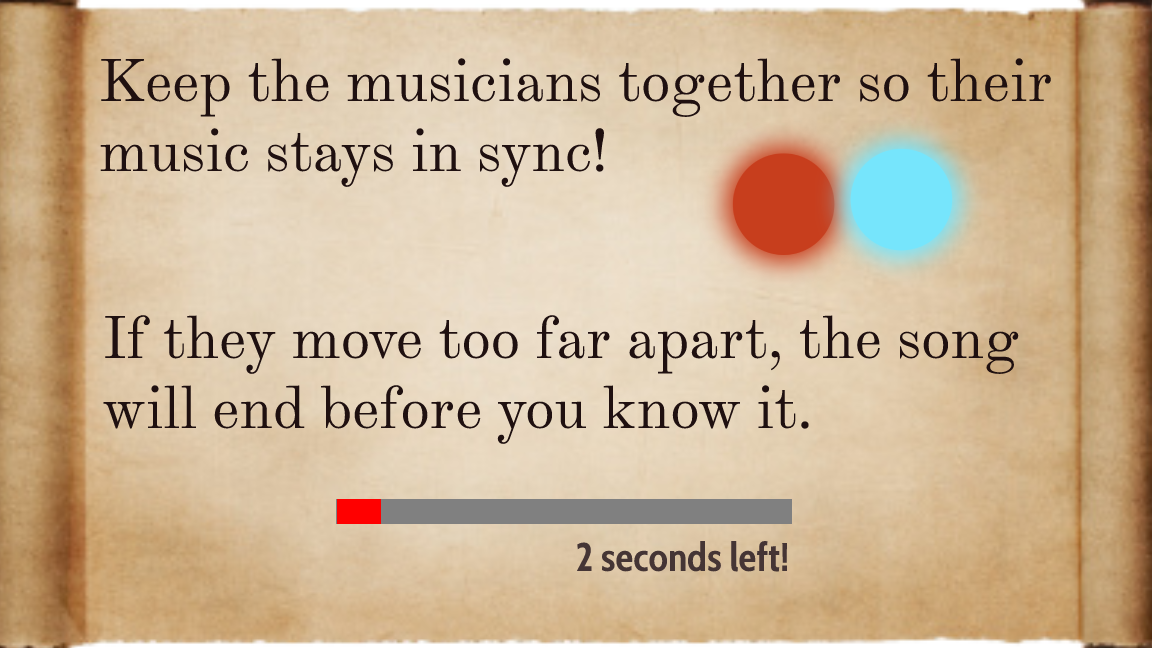 Keep the musicians together so their
music stays in sync!
If they move too far apart, the song
will end before you know it.
2 seconds left!